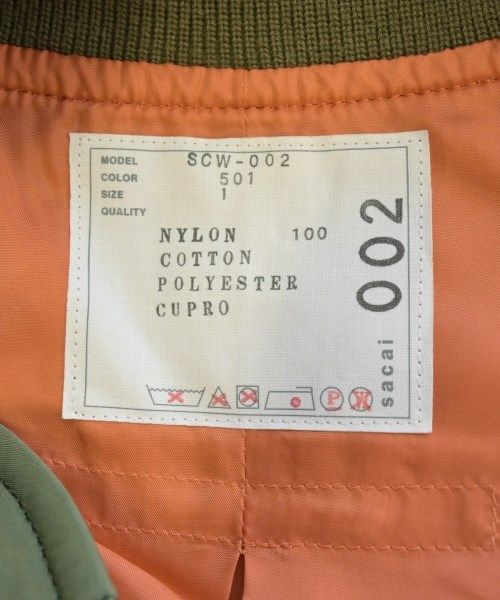 MODEL SCW-002
COLOR 501
SIZE 1
QUALITY
NYLON 100
COTTON
POLYESTER
CUPRO
sacai 002
P W